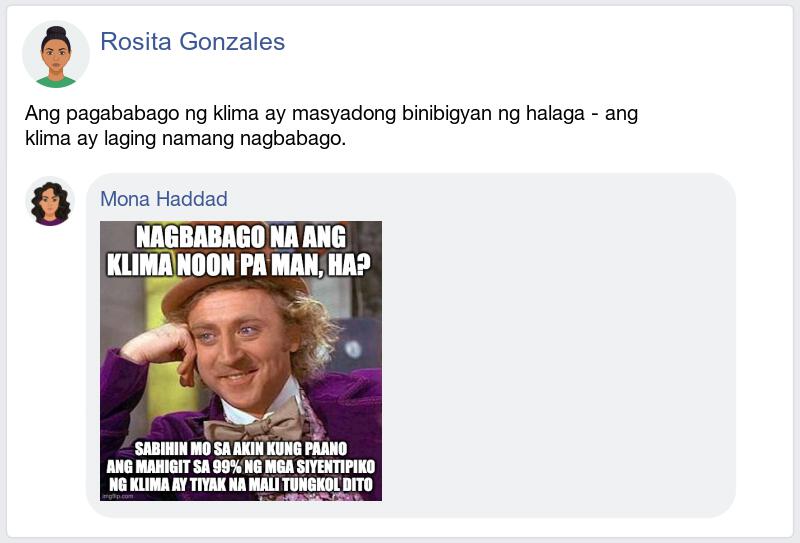 Rosita Gonzales
Ang pagababago ng klima ay masyadong binibigyan ng halaga - ang
klima ay laging namang nagbabago.
Mona Haddad
NAGBABAGO NA ANG
KLIMA NOON PA MAN, HA?
SABIHIN MO SA AKIN KUNG PAANO
ANG MAHIGIT SA 99% NG MGA SIYENTIPIKO
NG KLIMA AY TIYAK NA MALI TUNGKOL DITO
imgflip.com